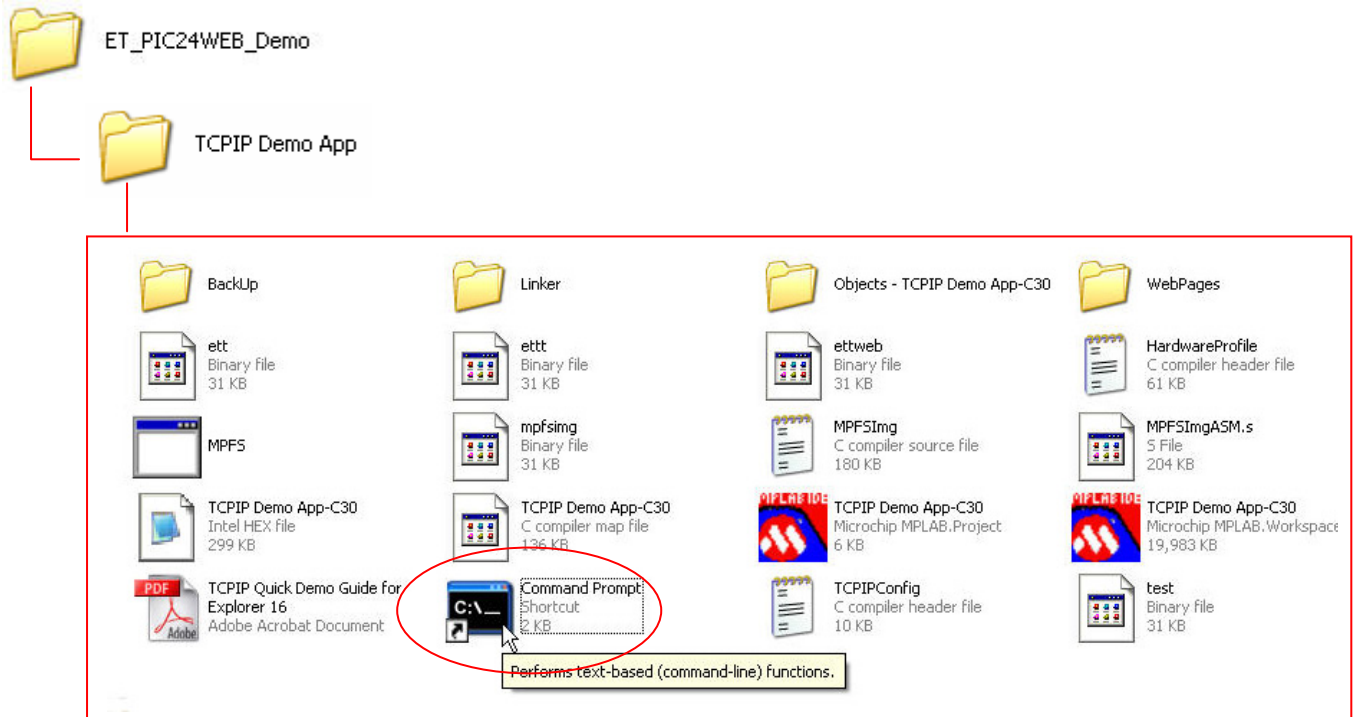 ET_PIC24WEB_Demo
TCPIP Demo App
BackUp
Linker
Objects - TCPIP Demo App-C30
WebPages
ett
Binary file
31 KB
ettt
Binary file
31 KB
ettweb
Binary file
31 KB
HardwareProfile
C compiler header file
61 KB
MPFS
mpfsimg
Binary file
31 KB
MPFSImg
C compiler source file
180 KB
MPFSImgASM.s
S File
204 KB
TCPIP Demo App-C30
Intel HEX file
299 KB
TCPIP Demo App-C30
C compiler map file
136 KB
MPLAB IDE
TCPIP Demo App-C30
Microchip MPLAB.Project
6 KB
MPLAB IDE
TCPIP Demo App-C30
Microchip MPLAB.Workspace
19,983 KB
PDF
Adobe
TCPIP Quick Demo Guide for
Explorer 16
Adobe Acrobat Document
C:\_
Command Prompt
Shortcut
2 KB
TCPIPConfig
C compiler header file
10 KB
test
Binary file
31 KB
Performs text-based (command-line) functions.